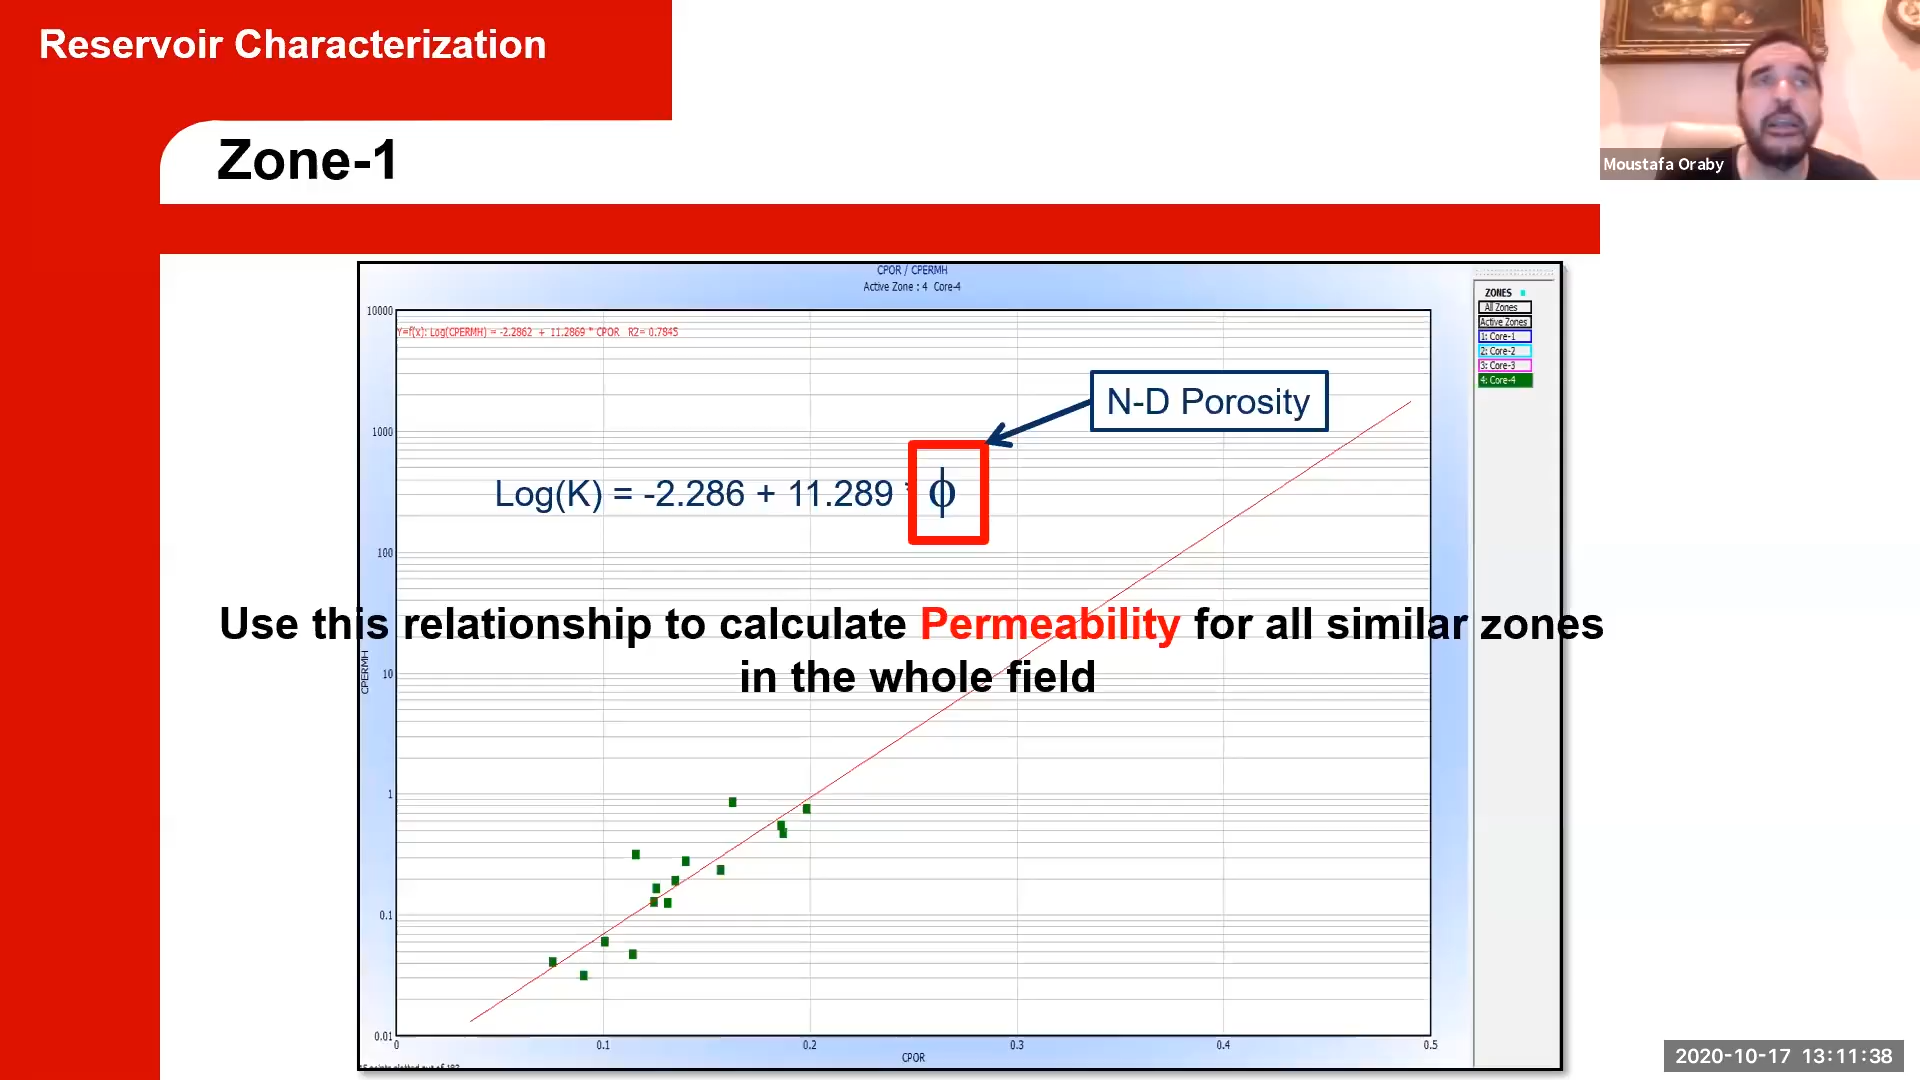 Reservoir Characterization
Moustafa Oraby
Zone-1
CPOR / CPERMH
Active Zone : 4 Core-4
Y=f(x): Log(CPERMH) = -2.2862 + 11.2869 * CPOR R2= 0.7845
ZONES
All Zones
Active Zones
1: Core-1
2: Core-2
3: Core-3
4: Core-4
N-D Porosity
Log(K) = -2.286 + 11.289 * ϕ
Use this relationship to calculate Permeability for all similar zones
in the whole field
10000
1000
100
10
1
0.1
0.01
CPERMH
0 0.1 0.2 0.3 0.4 0.5
CPOR
2020-10-17 13:11:38